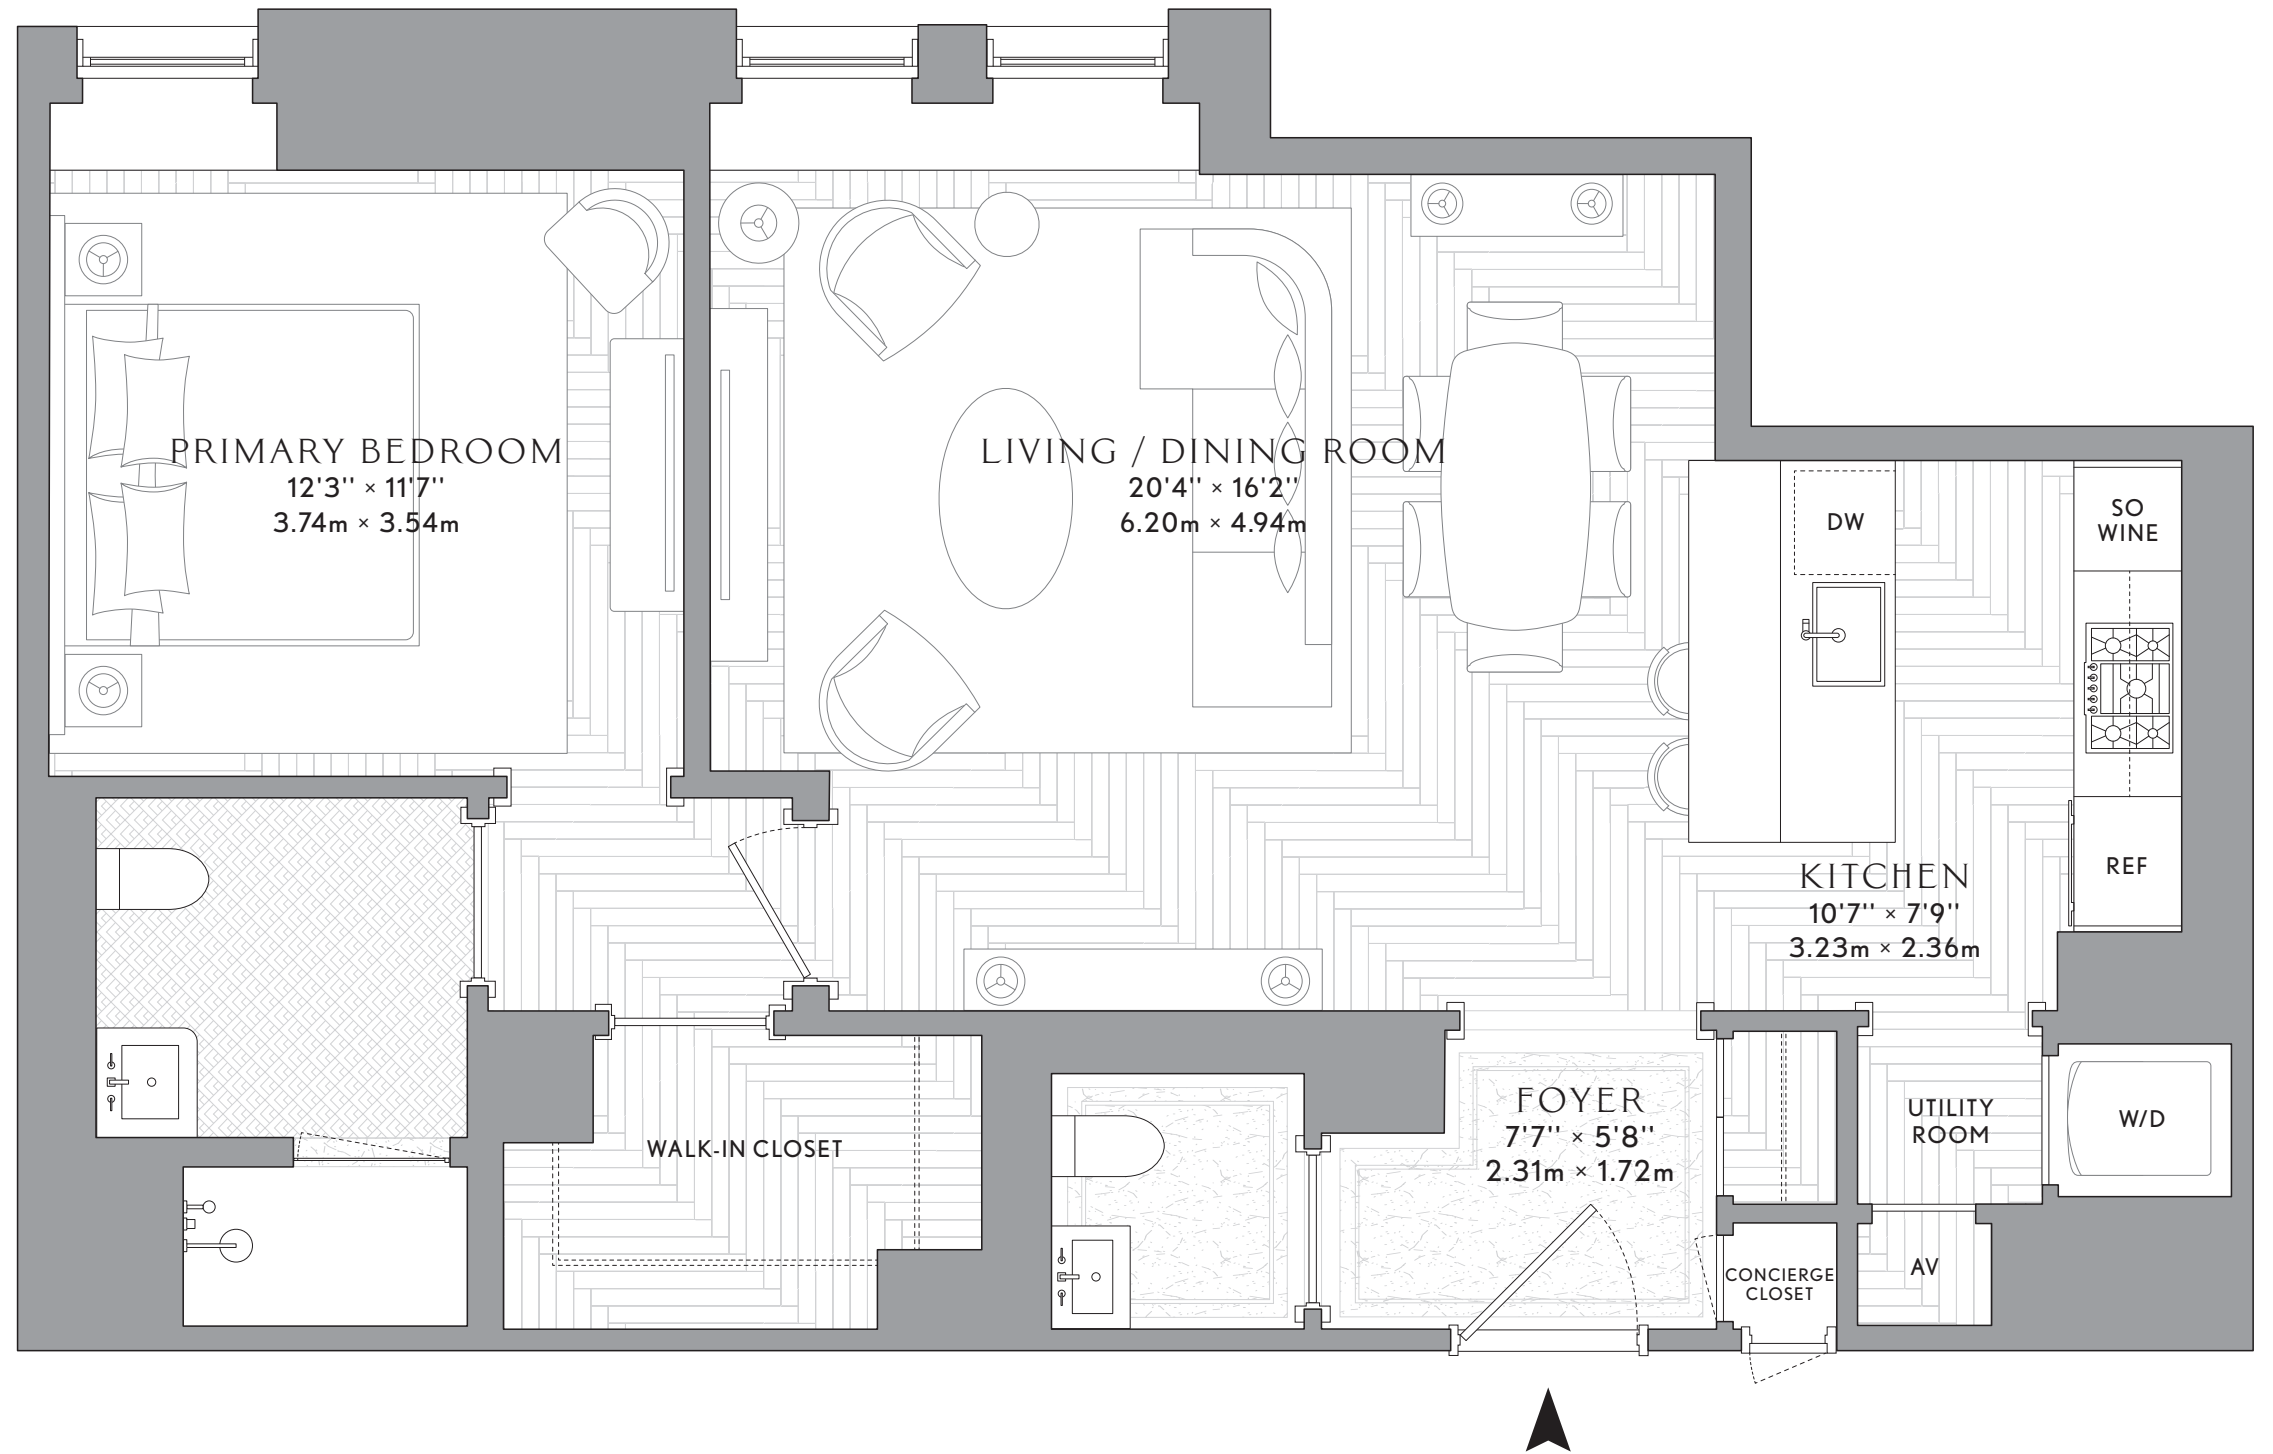 PRIMARY BEDROOM
12'3'' × 11'7''
3.74m × 3.54m
LIVING / DINING ROOM
20'4'' × 16'2''
6.20m × 4.94m
DW
SO
WINE
REF
KITCHEN
10'7'' × 7'9''
3.23m × 2.36m
WALK-IN CLOSET
FOYER
7'7'' × 5'8''
2.31m × 1.72m
UTILITY
ROOM
W/D
CONCIERGE
CLOSET
AV